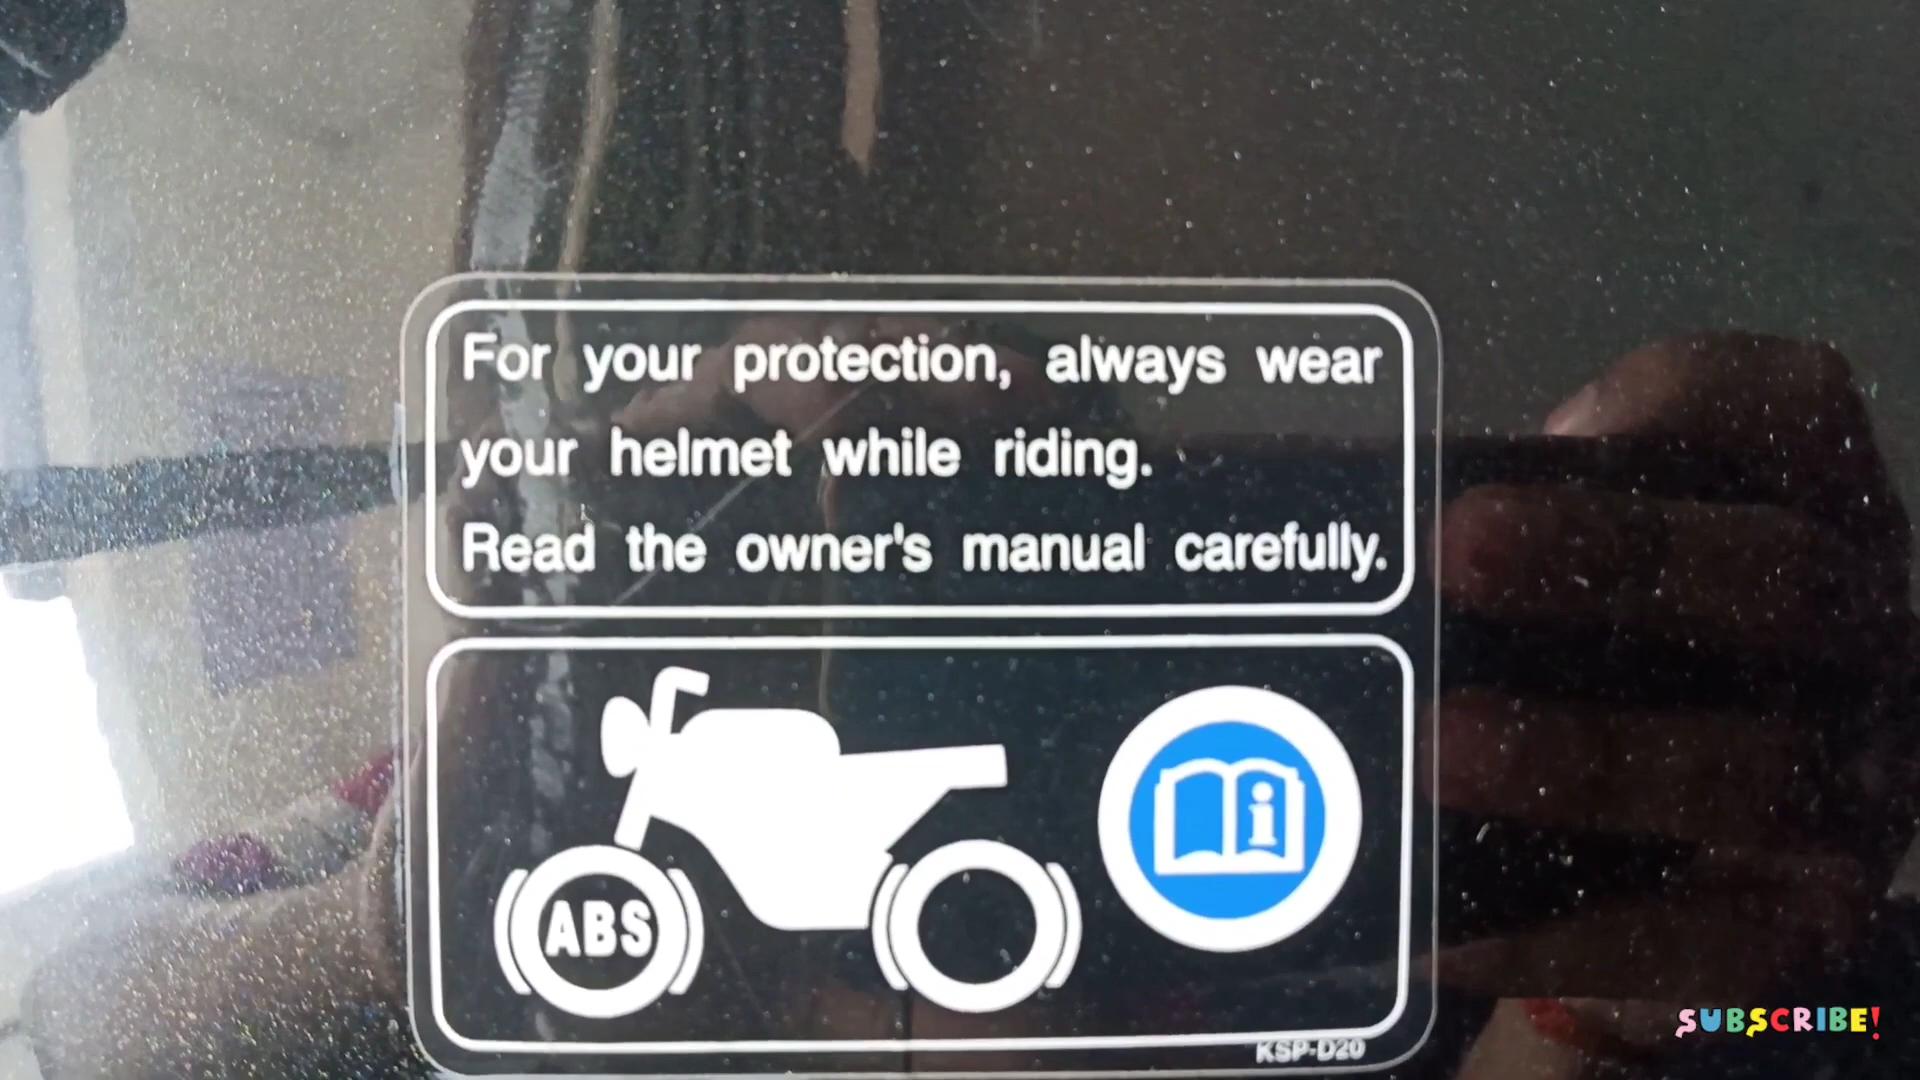 For your protection, always wear
your helmet while riding.
Read the owner's manual carefully.
i
ABS
KSP-D20
SUBSCRIBE!